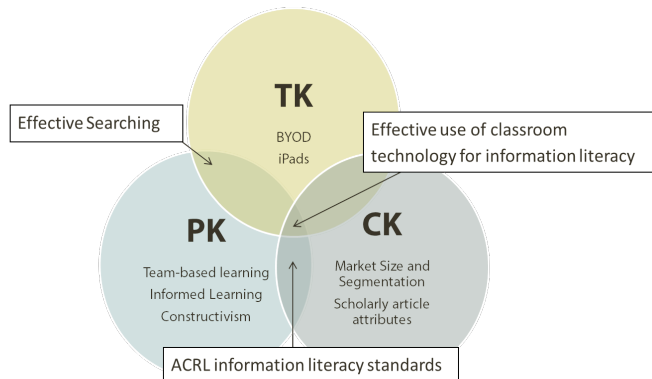 TK
BYOD
iPads
Effective Searching
Effective use of classroom
technology for information literacy
PK
Team-based learning
Informed Learning
Constructivism
CK
Market Size and
Segmentation
Scholarly article
attributes
ACRL information literacy standards